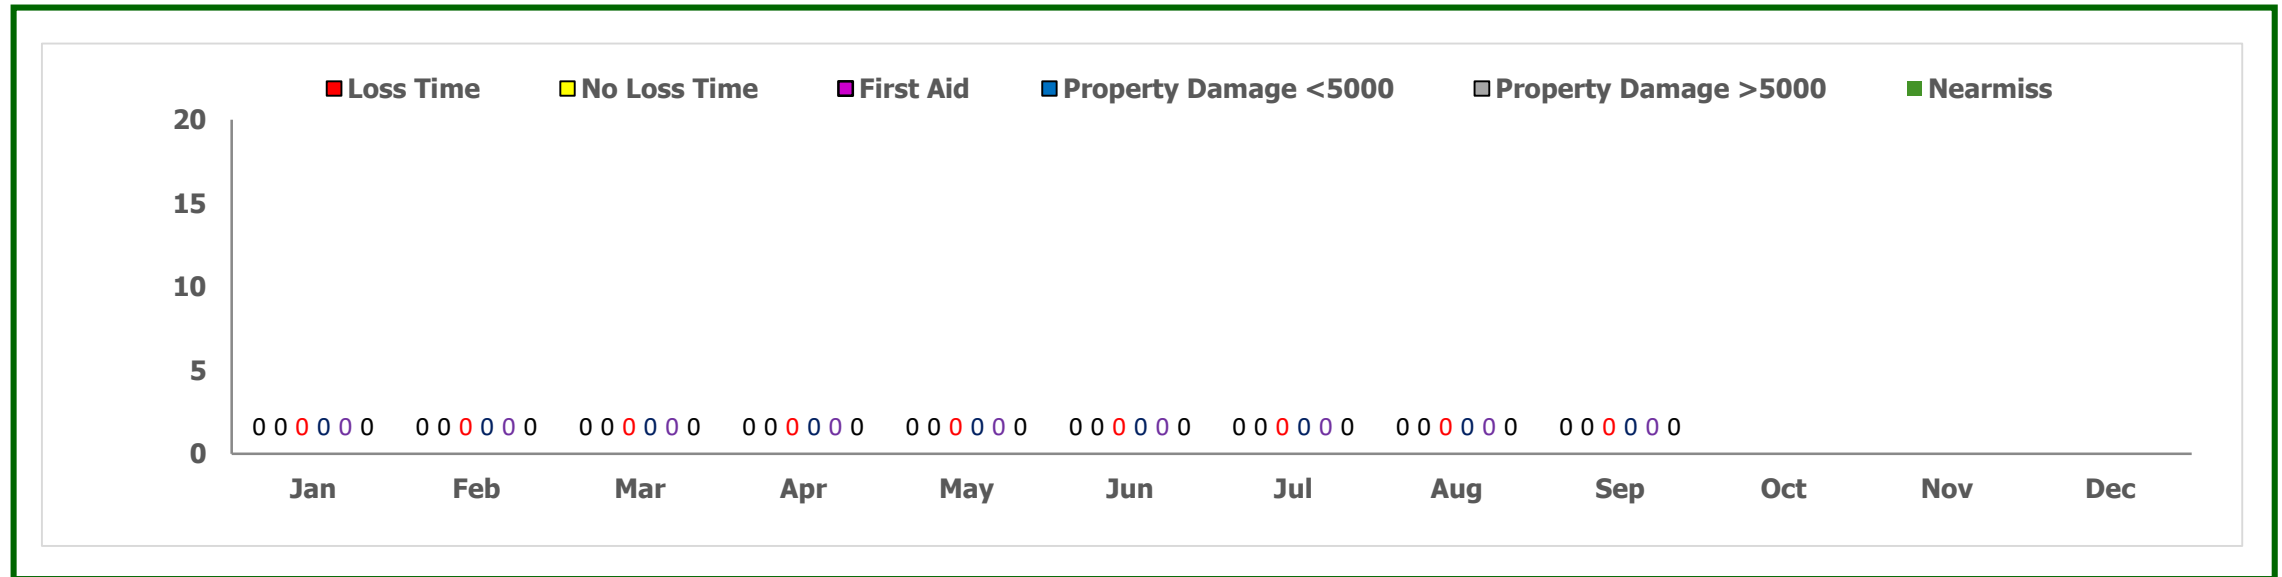 Loss Time No Loss Time First Aid Property Damage <5000 Property Damage >5000 Nearmiss
20
15
10
5
0 0 0 0 0 0 0 0 0 0 0 0 0 0 0 0 0 0 0 0 0 0 0 0 0 0 0 0 0 0 0 0 0 0 0 0 0 0 0 0 0 0 0 0 0 0 0 0 0 0 0 0 0 0
0
Jan Feb Mar Apr May Jun Jul Aug Sep Oct Nov Dec